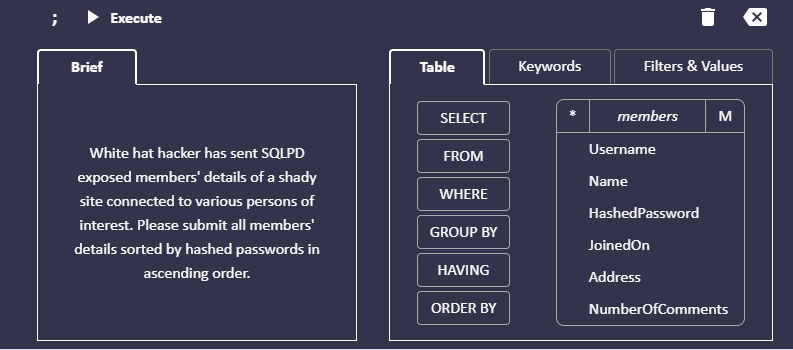 ; Execute
Brief
White hat hacker has sent SQLPD
exposed members' details of a shady
site connected to various persons of
interest. Please submit all members'
details sorted by hashed passwords in
ascending order.
Table Keywords Filters & Values
SELECT
FROM
WHERE
GROUP BY
HAVING
ORDER BY
* members M
Username
Name
HashedPassword
JoinedOn
Address
NumberOfComments